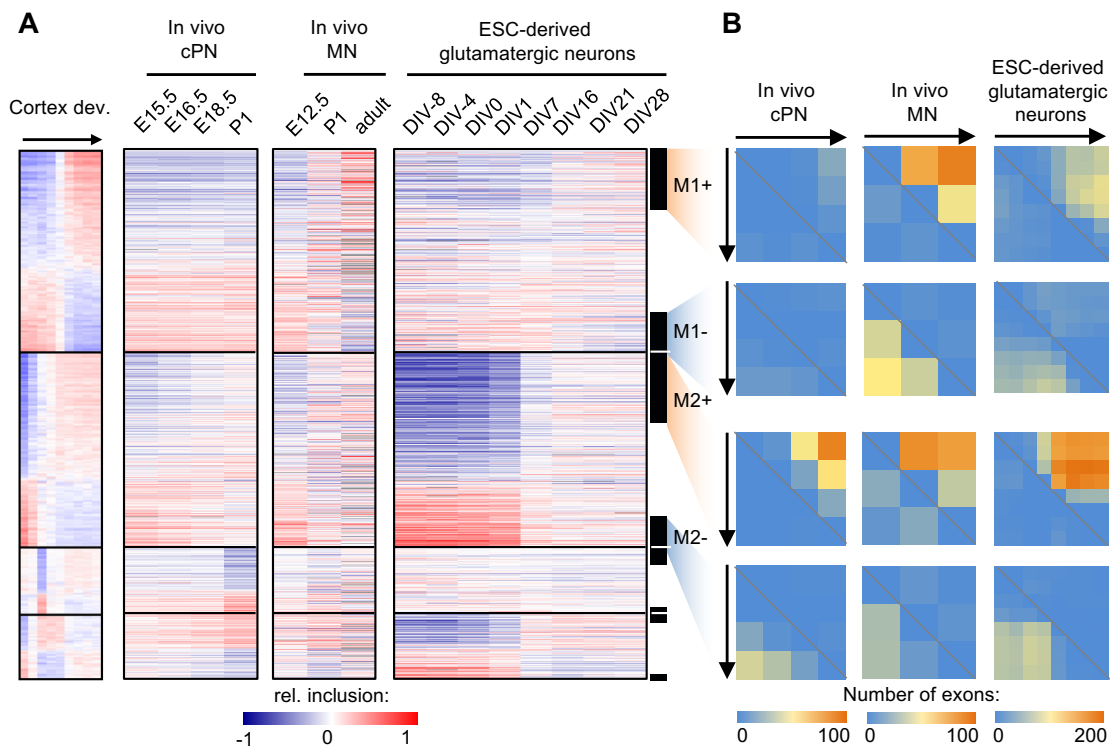 A
B
In vivo
cPN
In vivo
MN
ESC-derived
glutamatergic neurons
Cortex dev.
E15.5
E16.5
E18.5
P1
E12.5
P1
adult
DIV-8
DIV-4
DIV0
DIV1
DIV7
DIV16
DIV21
DIV28
In vivo
cPN
In vivo
MN
ESC-derived
glutamatergic
neurons
M1+
M1-
M2+
M2-
rel. inclusion:
-1
0
1
Number of exons:
0
100
0
100
0
200